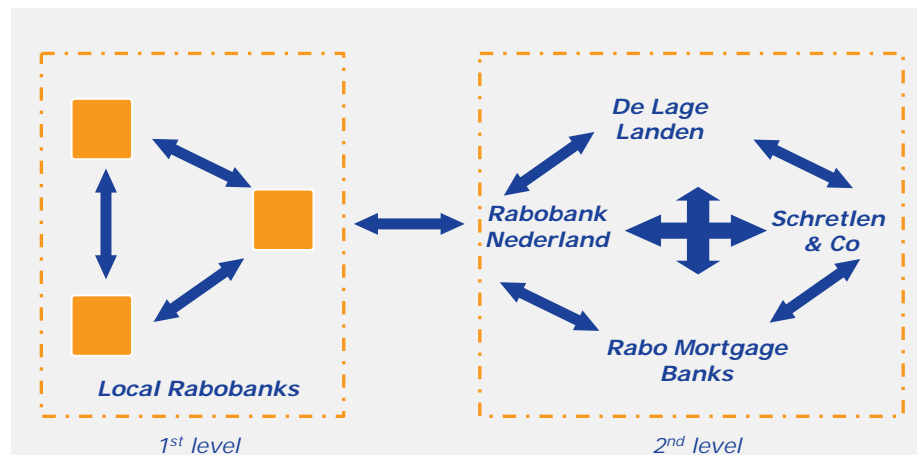 De Lage
Landen
Rabobank
Nederland
Schretlen
& Co
Rabo Mortgage
Banks
Local Rabobanks
1st level
2nd level